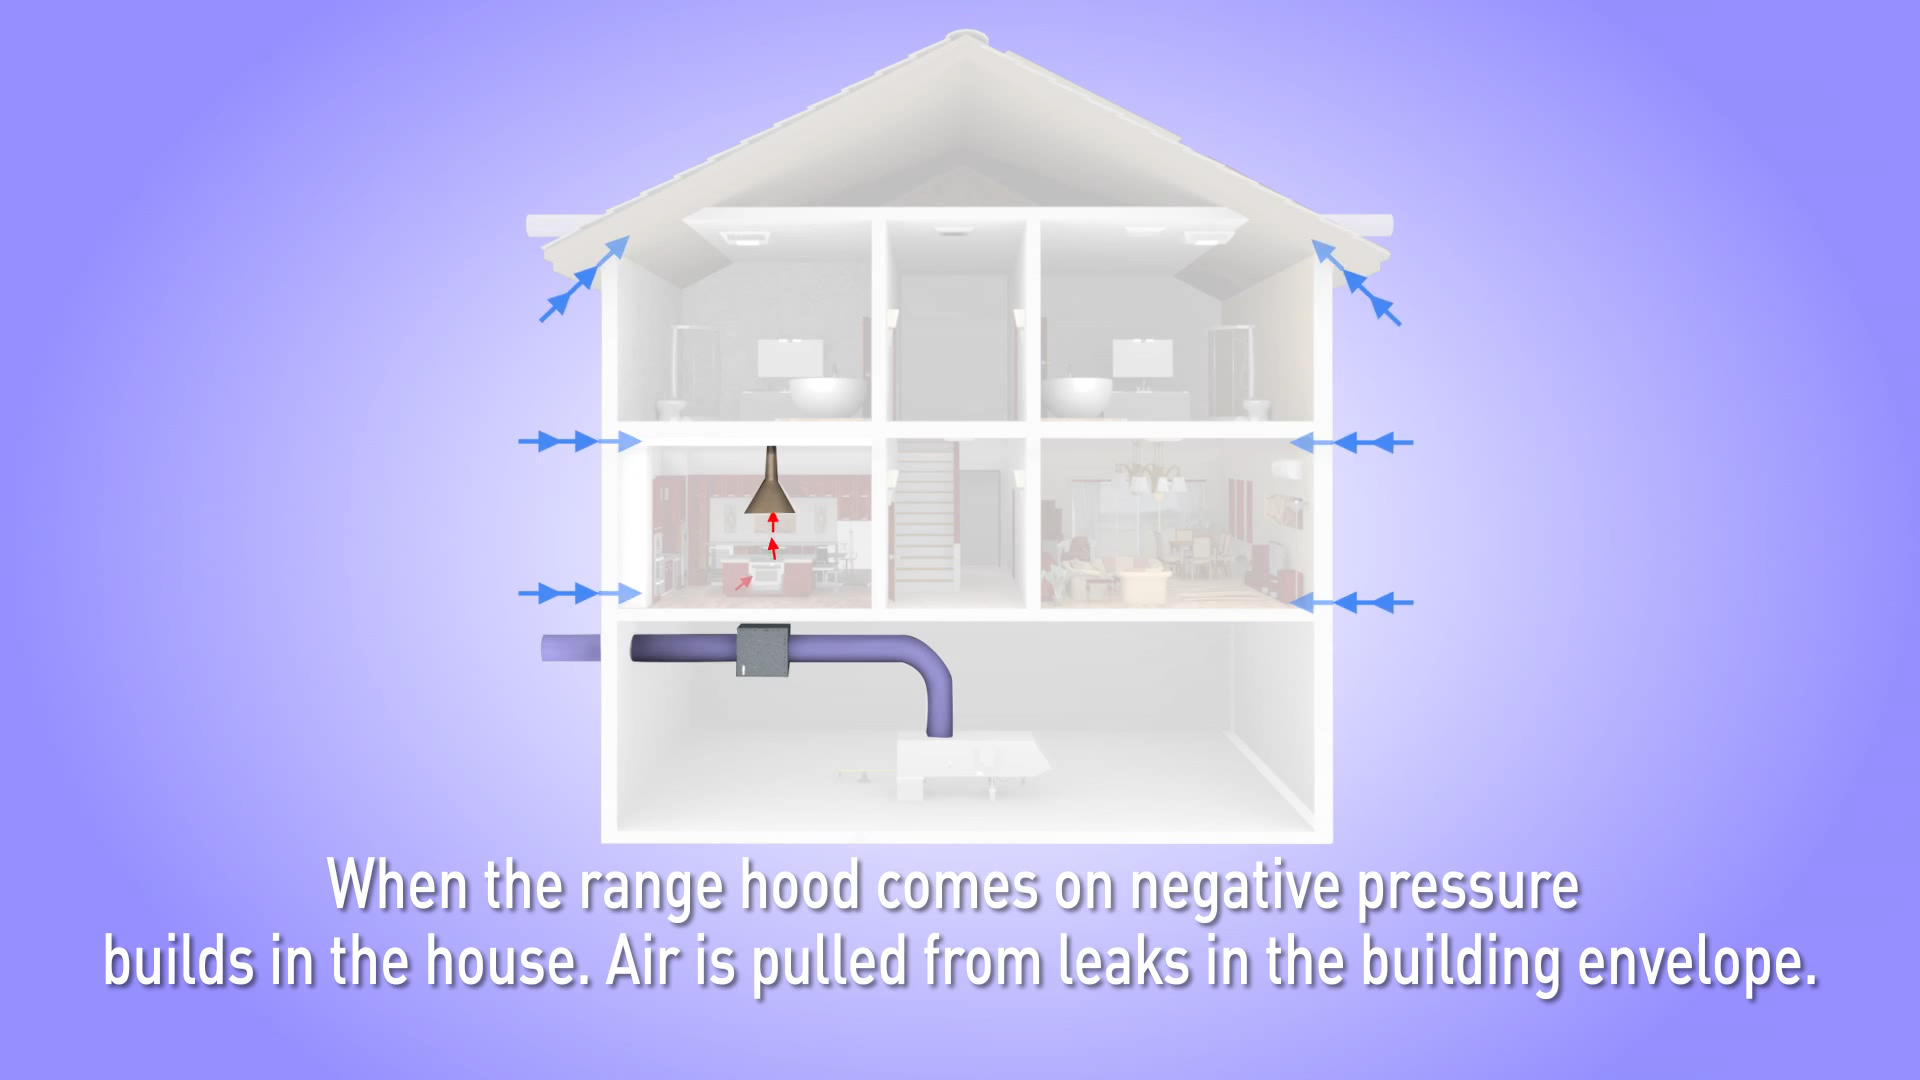 When the range hood comes on negative pressure
builds in the house. Air is pulled from leaks in the building envelope.